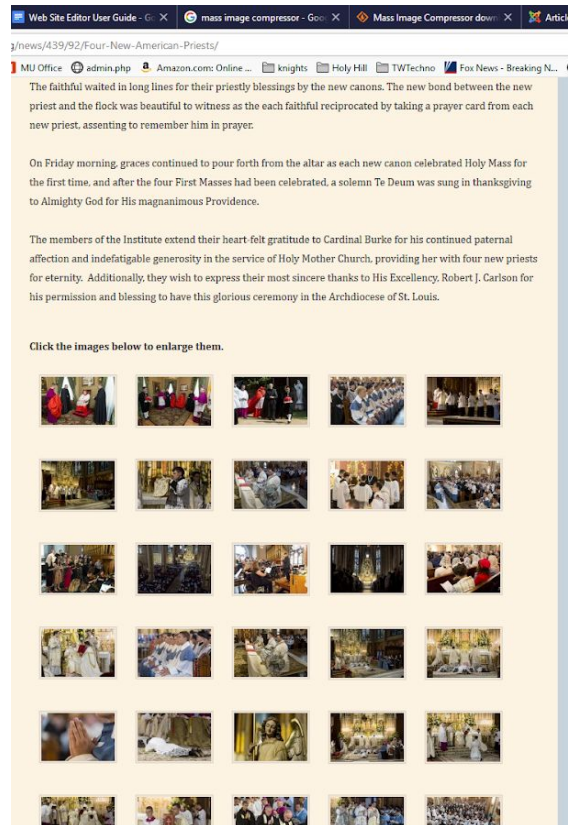 Web Site Editor User Guide - G
mass image compressor - Goo
Mass Image Compressor down
Article
g/news/439/92/Four-New-American-Priests/
MU Office
admin.php
Amazon.com: Online ...
knights
Holy Hill
TWTechno
Fox News - Breaking N...
The faithful waited in long lines for their priestly blessings by the new canons. The new bond between the new
priest and the flock was beautiful to witness as the each faithful reciprocated by taking a prayer card from each
new priest, assenting to remember him in prayer.
On Friday morning, graces continued to pour forth from the altar as each new canon celebrated Holy Mass for
the first time, and after the four First Masses had been celebrated, a solemn Te Deum was sung in thanksgiving
to Almighty God for His magnanimous Providence.
The members of the Institute extend their heart-felt gratitude to Cardinal Burke for his continued paternal
affection and indefatigable generosity in the service of Holy Mother Church, providing her with four new priests
for eternity. Additionally, they wish to express their most sincere thanks to His Excellency, Robert J. Carlson for
his permission and blessing to have this glorious ceremony in the Archdiocese of St. Louis.
Click the images below to enlarge them.